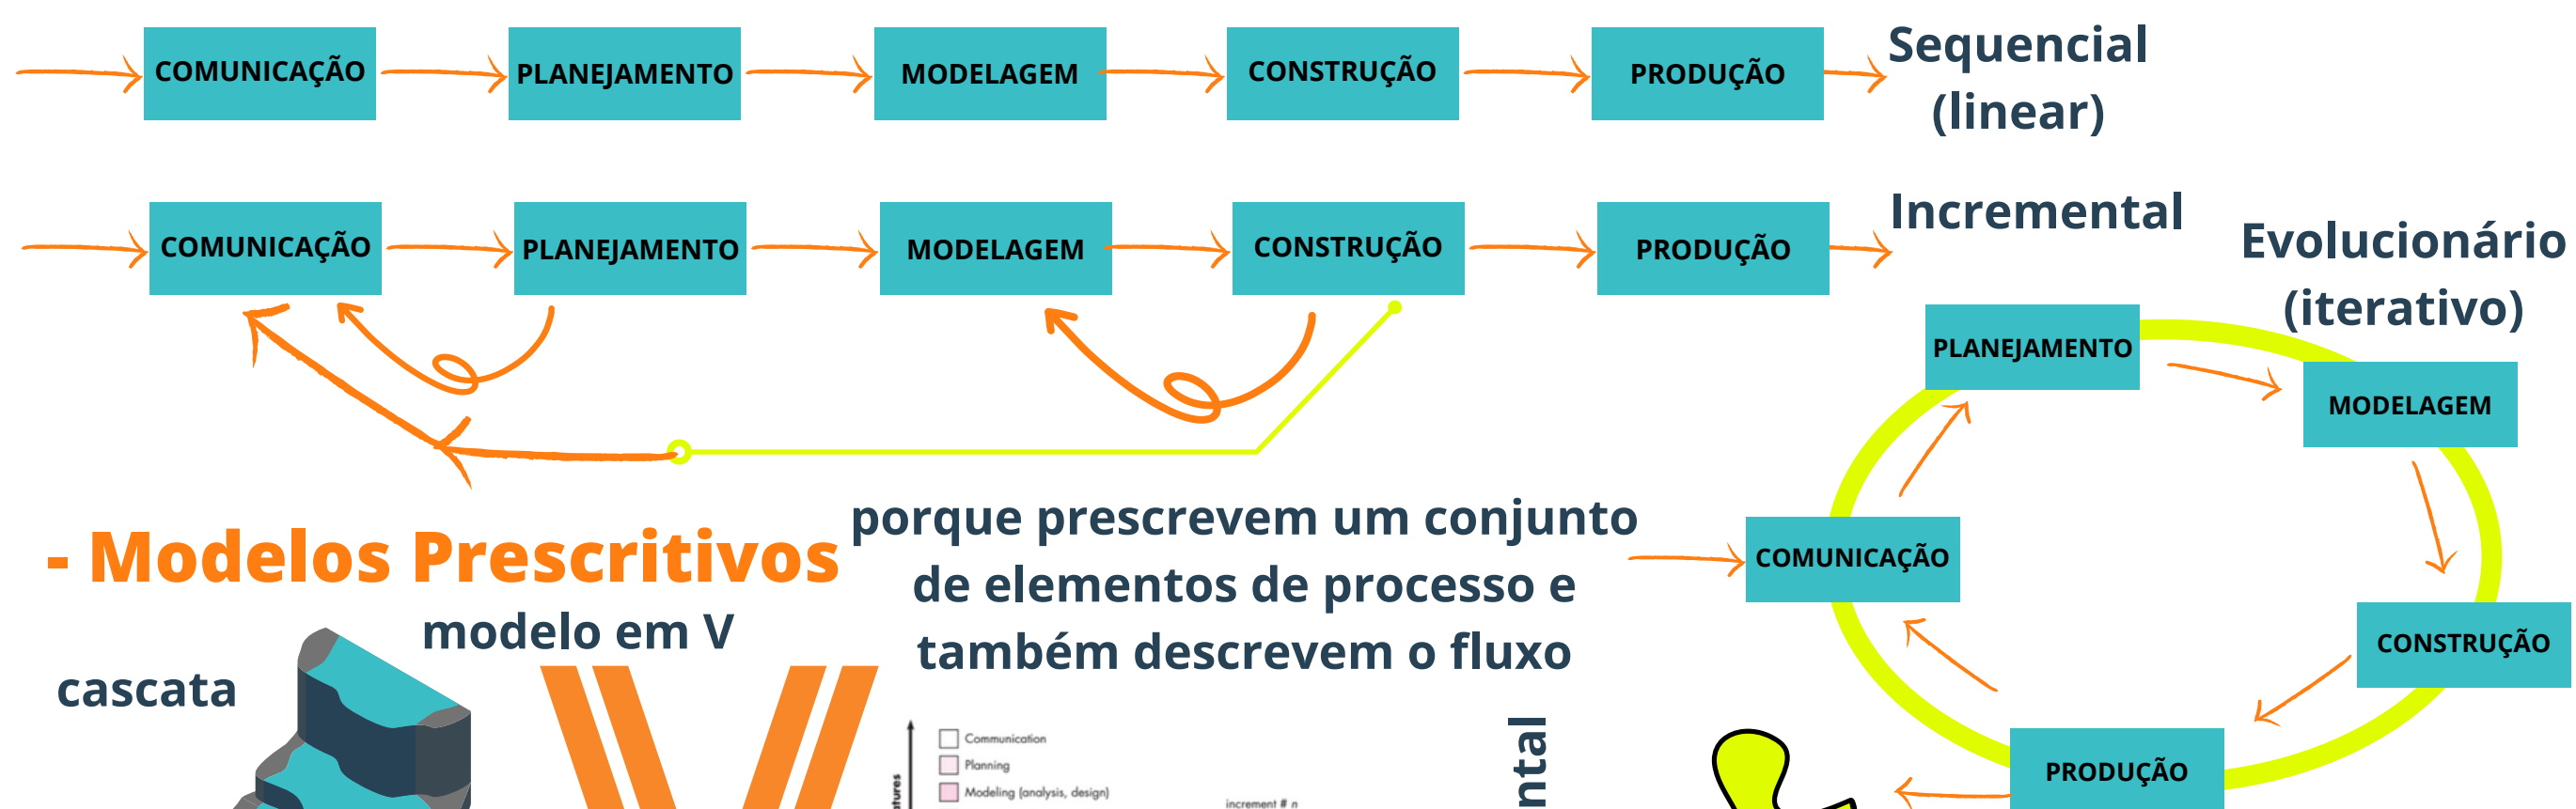 COMUNICAÇÃO
PLANEJAMENTO
MODELAGEM
CONSTRUÇÃO
PRODUÇÃO
Sequencial
(linear)
COMUNICAÇÃO
PLANEJAMENTO
MODELAGEM
CONSTRUÇÃO
PRODUÇÃO
Incremental
Evolucionário
(iterativo)
PLANEJAMENTO
MODELAGEM
COMUNICAÇÃO
CONSTRUÇÃO
PRODUÇÃO
- Modelos Prescritivos
porque prescrevem um conjunto
de elementos de processo e
também descrevem o fluxo
modelo em V
cascata
Communication
Planning
Modeling (analysis, design)
increment # n